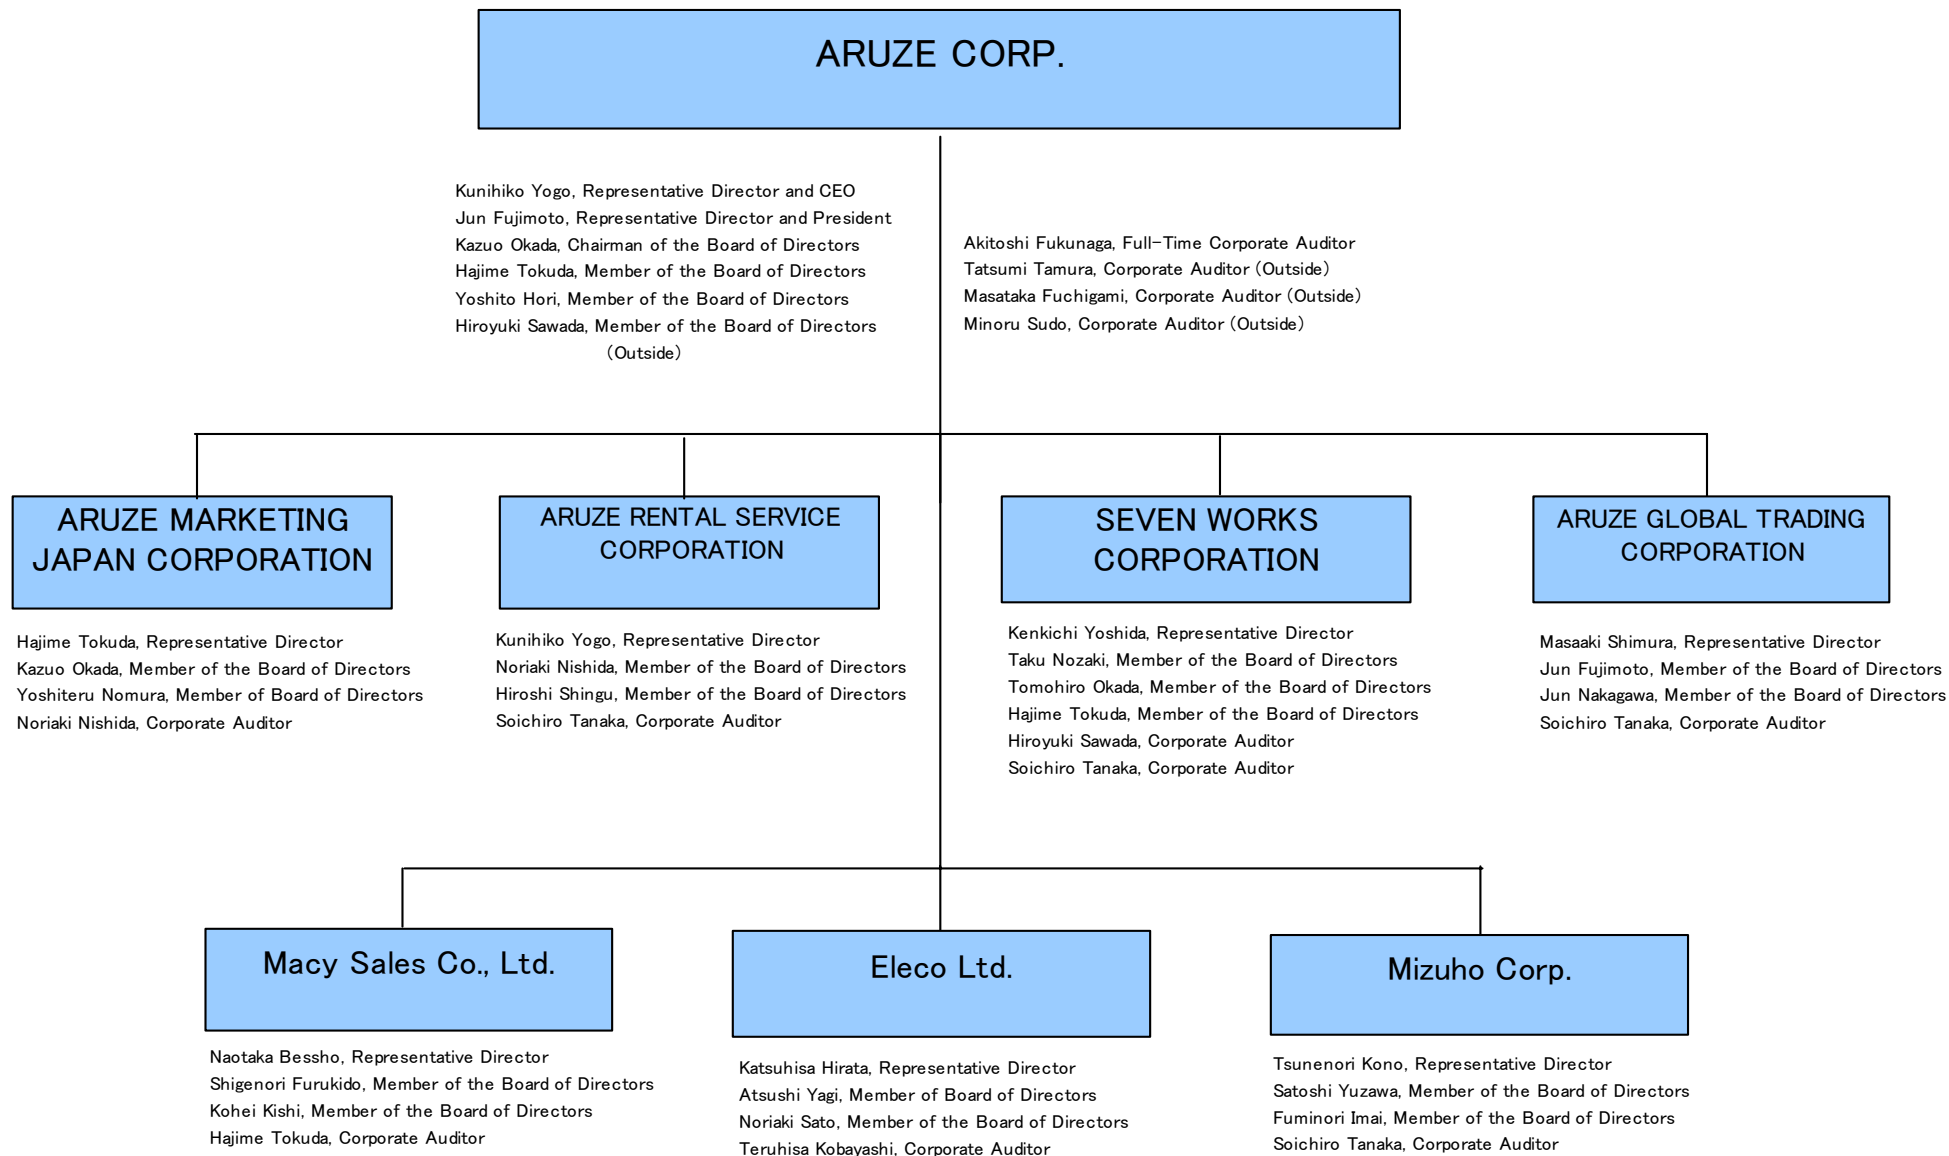 ARUZE CORP.
Kunihiko Yogo, Representative Director and CEO
Jun Fujimoto, Representative Director and President
Kazuo Okada, Chairman of the Board of Directors
Hajime Tokuda, Member of the Board of Directors
Yoshito Hori, Member of the Board of Directors
Hiroyuki Sawada, Member of the Board of Directors
(Outside)
Akitoshi Fukunaga, Full-Time Corporate Auditor
Tatsumi Tamura, Corporate Auditor (Outside)
Masataka Fuchigami, Corporate Auditor (Outside)
Minoru Sudo, Corporate Auditor (Outside)
ARUZE MARKETING
JAPAN CORPORATION
Hajime Tokuda, Representative Director
Kazuo Okada, Member of the Board of Directors
Yoshiteru Nomura, Member of Board of Directors
Noriaki Nishida, Corporate Auditor
ARUZE RENTAL SERVICE
CORPORATION
Kunihiko Yogo, Representative Director
Noriaki Nishida, Member of the Board of Directors
Hiroshi Shingu, Member of the Board of Directors
Soichiro Tanaka, Corporate Auditor
SEVEN WORKS
CORPORATION
Kenkichi Yoshida, Representative Director
Taku Nozaki, Member of the Board of Directors
Tomohiro Okada, Member of the Board of Directors
Hajime Tokuda, Member of the Board of Directors
Hiroyuki Sawada, Corporate Auditor
Soichiro Tanaka, Corporate Auditor
ARUZE GLOBAL TRADING
CORPORATION
Masaaki Shimura, Representative Director
Jun Fujimoto, Member of the Board of Directors
Jun Nakagawa, Member of the Board of Directors
Soichiro Tanaka, Corporate Auditor
Macy Sales Co., Ltd.
Naotaka Bessho, Representative Director
Shigenori Furukido, Member of the Board of Directors
Kohei Kishi, Member of the Board of Directors
Hajime Tokuda, Corporate Auditor
Eleco Ltd.
Katsuhisa Hirata, Representative Director
Atsushi Yagi, Member of Board of Directors
Noriaki Sato, Member of the Board of Directors
Teruhisa Kobayashi, Corporate Auditor
Mizuho Corp.
Tsunenori Kono, Representative Director
Satoshi Yuzawa, Member of the Board of Directors
Fuminori Imai, Member of the Board of Directors
Soichiro Tanaka, Corporate Auditor